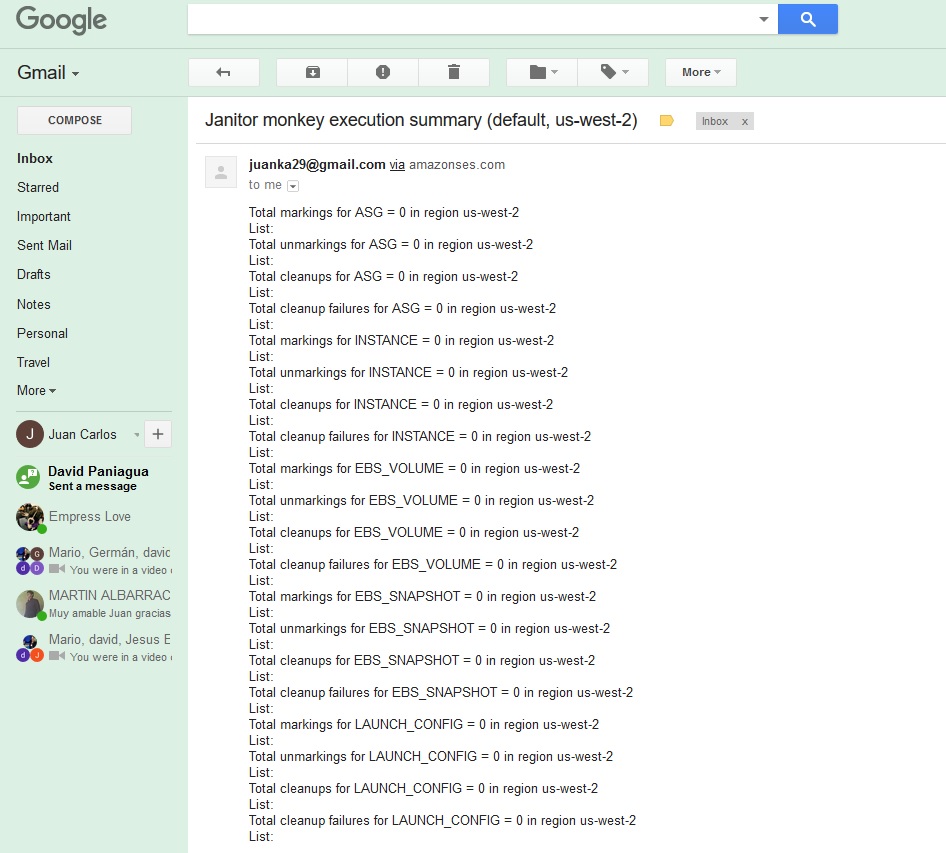 Google
Gmail
More
COMPOSE
Inbox
Starred
Important
Sent Mail
Drafts
Notes
Personal
Travel
More
J Juan Carlos
David Paniagua
Sent a message
Empress Love
G
Mario, Germán, davic
d D
You were in a video
MARTIN ALBARRAC
Muy amable Juan gracias
Mario, david, Jesus E
d J
You were in a video
Janitor monkey execution summary (default, us-west-2)
Inbox x
juanka29@gmail.com via amazonses.com
to me
Total markings for ASG = 0 in region us-west-2
List:
Total unmarkings for ASG = 0 in region us-west-2
List:
Total cleanups for ASG = 0 in region us-west-2
List:
Total cleanup failures for ASG = 0 in region us-west-2
List:
Total markings for INSTANCE = 0 in region us-west-2
List:
Total unmarkings for INSTANCE = 0 in region us-west-2
List:
Total cleanups for INSTANCE = 0 in region us-west-2
List:
Total cleanup failures for INSTANCE = 0 in region us-west-2
List:
Total markings for EBS_VOLUME = 0 in region us-west-2
List:
Total unmarkings for EBS_VOLUME = 0 in region us-west-2
List:
Total cleanups for EBS_VOLUME = 0 in region us-west-2
List:
Total cleanup failures for EBS_VOLUME = 0 in region us-west-2
List:
Total markings for EBS_SNAPSHOT = 0 in region us-west-2
List:
Total unmarkings for EBS_SNAPSHOT = 0 in region us-west-2
List:
Total cleanups for EBS_SNAPSHOT = 0 in region us-west-2
List:
Total cleanup failures for EBS_SNAPSHOT = 0 in region us-west-2
List:
Total markings for LAUNCH_CONFIG = 0 in region us-west-2
List:
Total unmarkings for LAUNCH_CONFIG = 0 in region us-west-2
List:
Total cleanups for LAUNCH_CONFIG = 0 in region us-west-2
List:
Total cleanup failures for LAUNCH_CONFIG = 0 in region us-west-2
List: